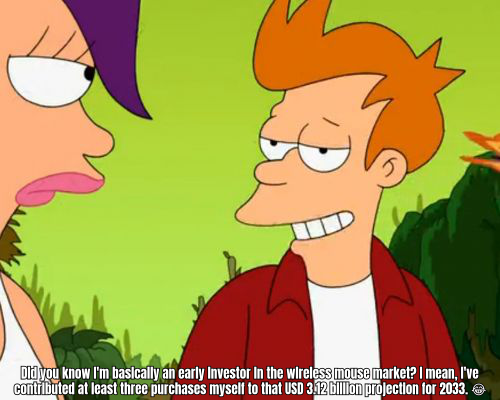 Did you know I'm basically an early investor in the wireless mouse market? I mean, I've
contributed at least three purchases myself to that USD 3.12 billion projection for 2033. 😂